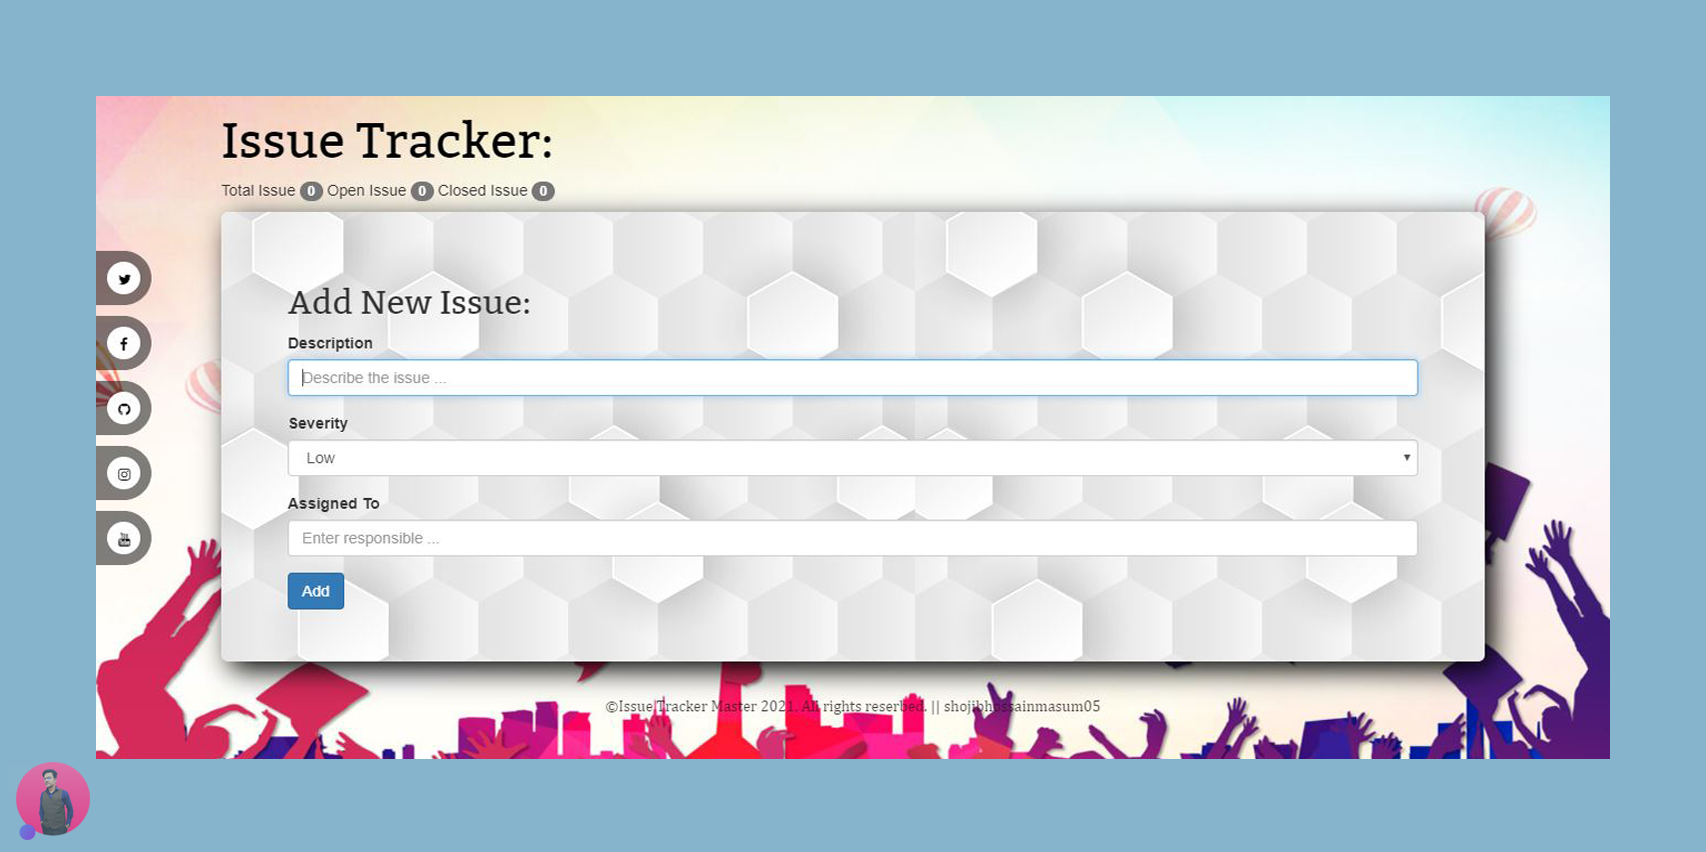 Issue Tracker:
Total Issue 0 Open Issue 0 Closed Issue 0
Add New Issue:
Description
Describe the issue ...
Severity
Low
Assigned To
Enter responsible ...
Add
©Issue Tracker Master 2021. All rights reserbed. || shojibhossainmasum05